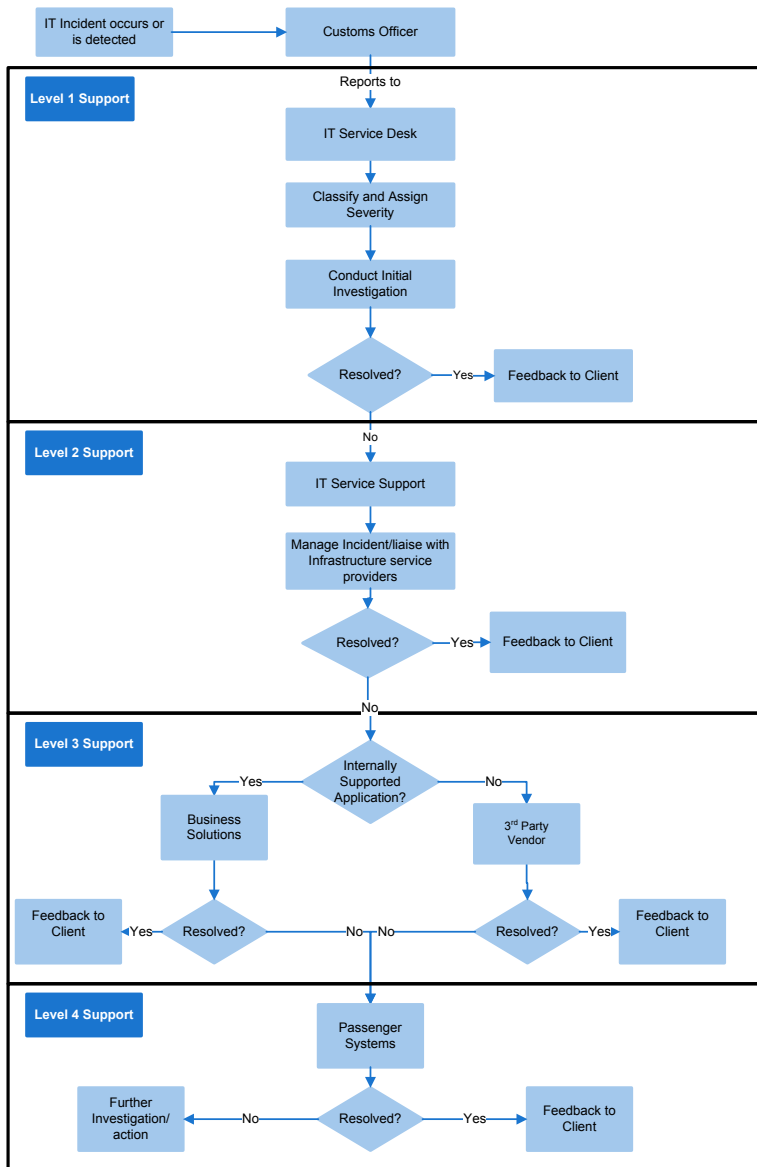 IT Incident occurs or
is detected
Customs Officer
Reports to
Level 1 Support
IT Service Desk
Classify and Assign
Severity
Conduct Initial
Investigation
Resolved?
Yes
Feedback to Client
No
Level 2 Support
IT Service Support
Manage Incident/liaise with
Infrastructure service
providers
Resolved?
Yes
Feedback to Client
No
Level 3 Support
Internally
Supported
Application?
Yes
No
Business
Solutions
3rd Party
Vendor
Feedback to
Client
Yes
Resolved?
No
No
Resolved?
Yes
Feedback to
Client
Level 4 Support
Passenger
Systems
Further
Investigation/
action
No
Resolved?
Yes
Feedback to
Client